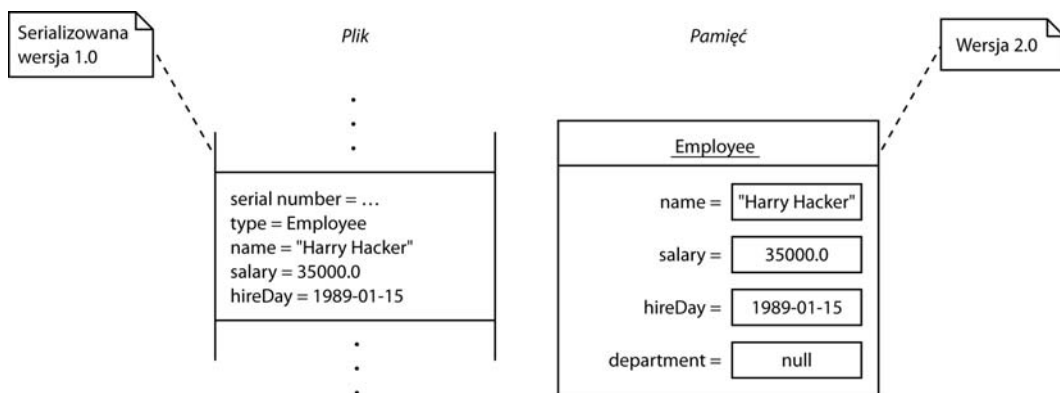 Serializowana
wersja 1.0
Plik
Pamięć
Wersja 2.0
serial number = …
type = Employee
name = "Harry Hacker"
salary = 35000.0
hireDay = 1989-01-15
Employee
name = "Harry Hacker"
salary = 35000.0
hireDay = 1989-01-15
department = null